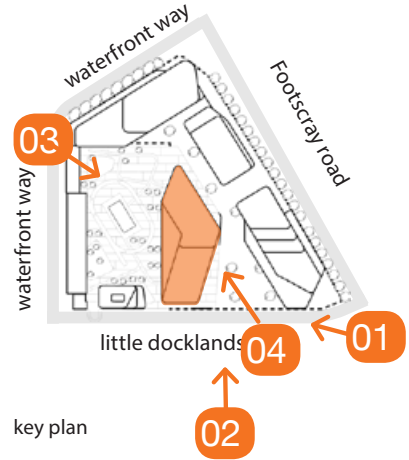 waterfront way
Footscray road
03
waterfront way
01
little docklands
04
02
key plan